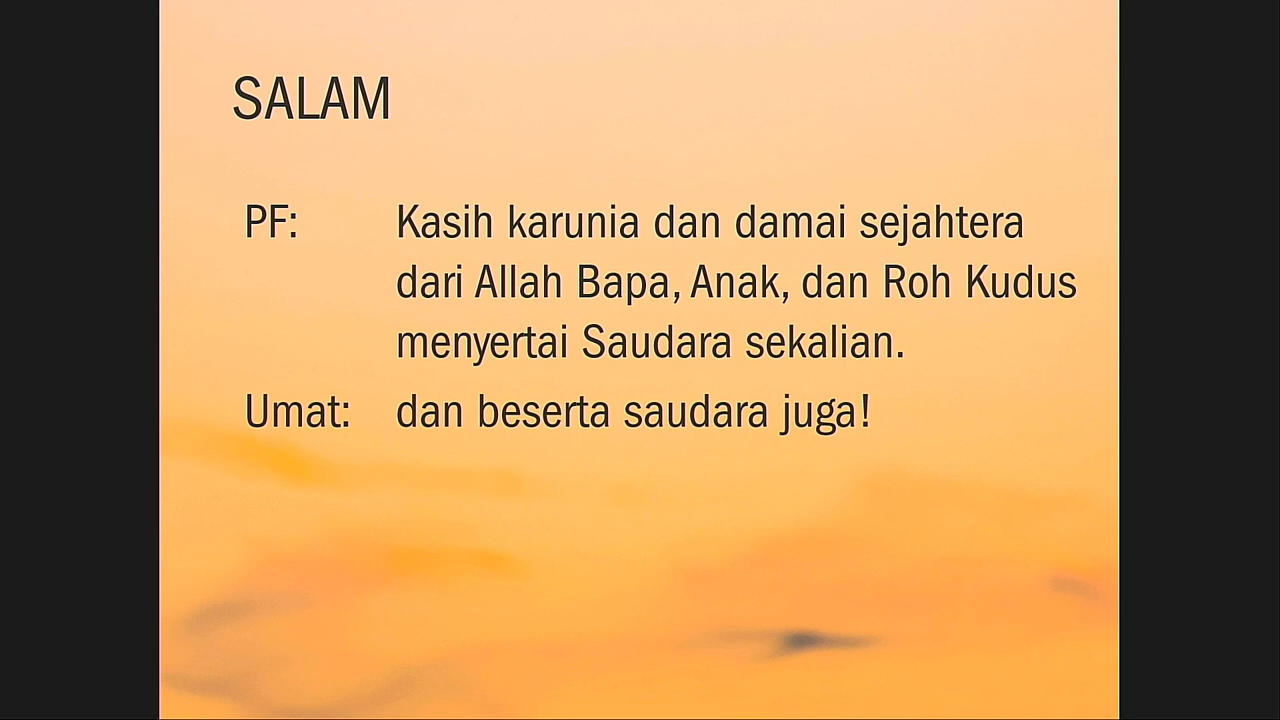 SALAM
PF: Kasih karunia dan damai sejahtera
dari Allah Bapa, Anak, dan Roh Kudus
menyertai Saudara sekalian.
Umat: dan beserta saudara juga!